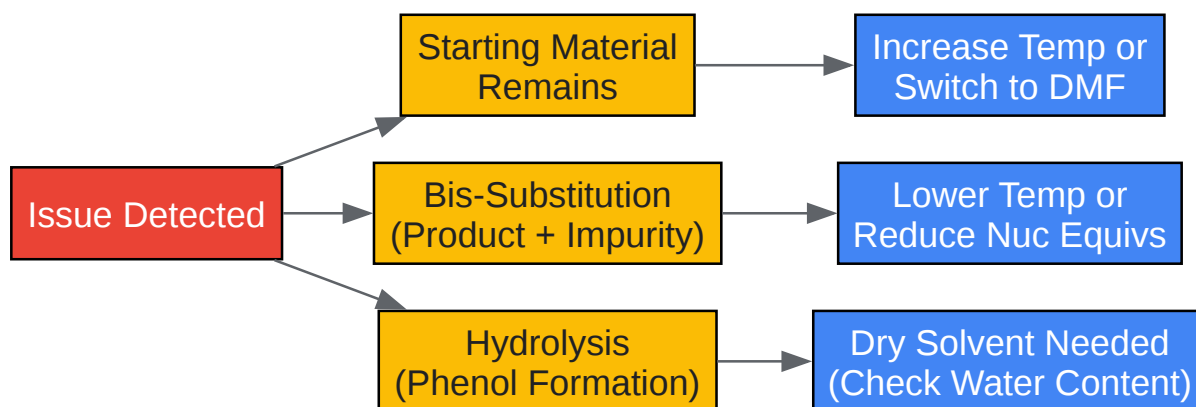 Issue Detected
Starting Material
Remains
Increase Temp or
Switch to DMF
Bis-Substitution
(Product + Impurity)
Lower Temp or
Reduce Nuc Equivs
Hydrolysis
(Phenol Formation)
Dry Solvent Needed
(Check Water Content)